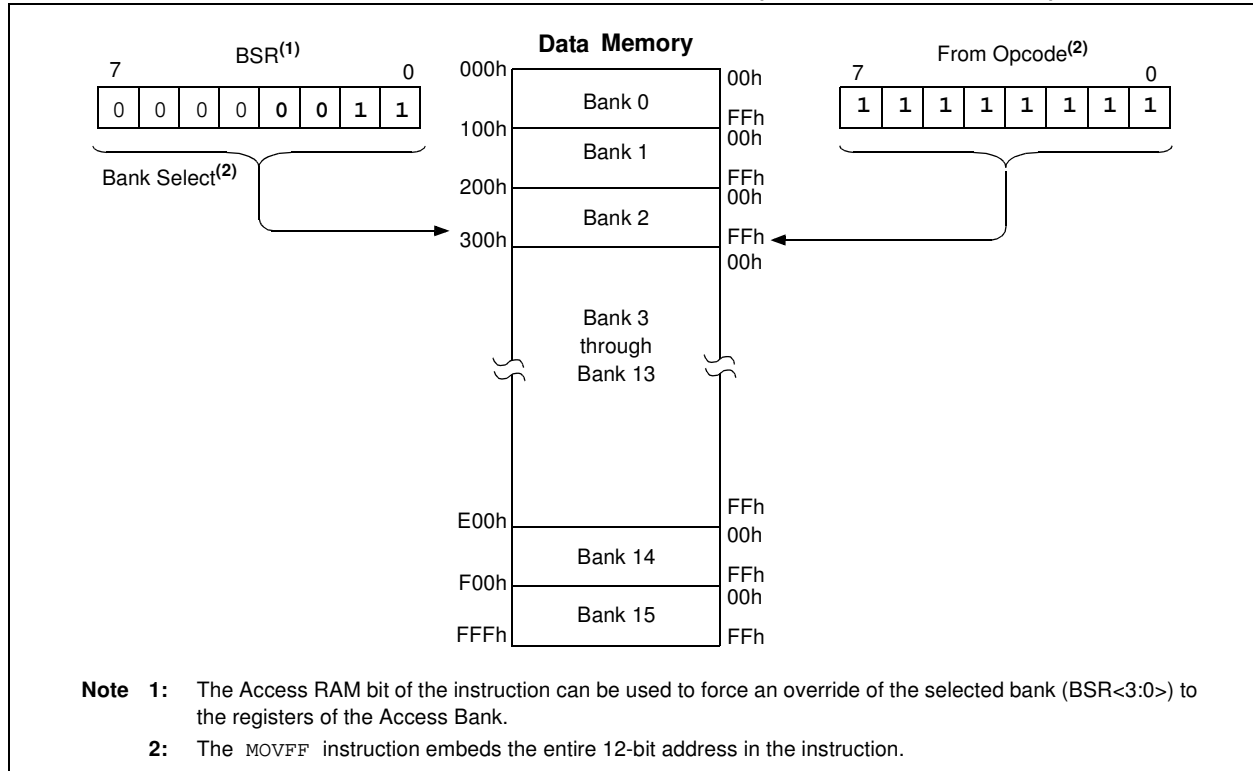 BSR(1)
7 0
0 0 0 0 0 0 1 1
Bank Select(2)
Data Memory
000h
100h
200h
300h
E00h
F00h
FFFh
Bank 0
Bank 1
Bank 2
Bank 3
through
Bank 13
Bank 14
Bank 15
00h
FFh
00h
FFh
00h
FFh
00h
FFh
00h
FFh
00h
FFh
From Opcode(2)
7 0
1 1 1 1 1 1 1 1
Note 1: The Access RAM bit of the instruction can be used to force an override of the selected bank (BSR<3:0>) to
the registers of the Access Bank.
2: The MOVFF instruction embeds the entire 12-bit address in the instruction.